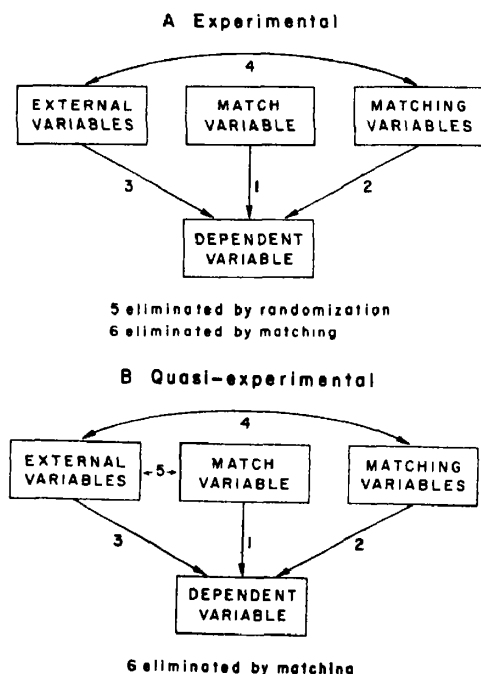 A Experimental
4
EXTERNAL VARIABLES
MATCH VARIABLE
MATCHING VARIABLES
3
1
2
DEPENDENT VARIABLE
5 eliminated by randomization
6 eliminated by matching
B Quasi-experimental
4
EXTERNAL VARIABLES
5
MATCH VARIABLE
MATCHING VARIABLES
3
1
2
DEPENDENT VARIABLE
6 eliminated by matching